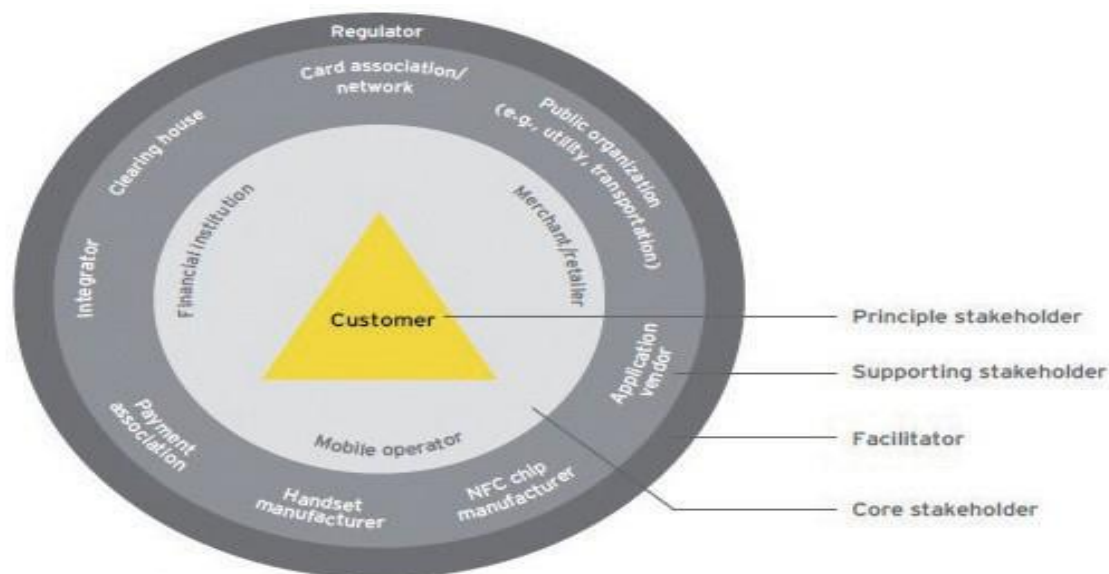 Regulator
Card association/
network
Public organization
(e.g., utility, transportation)
Clearing house
Financial institution
Merchant/retailer
Integrator
Customer
Principle stakeholder
Application
vendor
Supporting stakeholder
Payment
association
Mobile operator
Facilitator
Handset
manufacturer
NFC chip
manufacturer
Core stakeholder